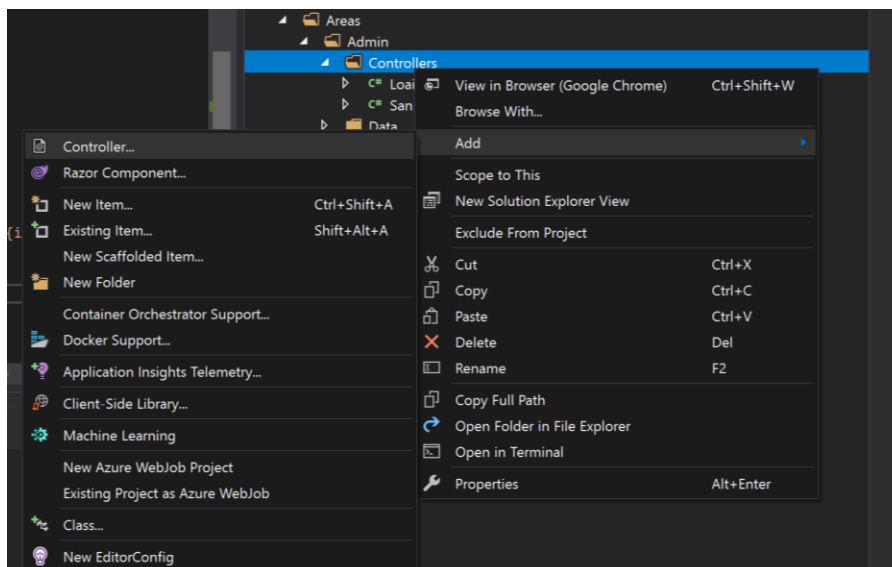 Areas
Admin
Controllers
C# Loai
C# San
Data
View in Browser (Google Chrome) Ctrl+Shift+W
Browse With...
Add
Scope to This
New Solution Explorer View
Exclude From Project
Cut Ctrl+X
Copy Ctrl+C
Paste Ctrl+V
Delete Del
Rename F2
Copy Full Path
Open Folder in File Explorer
Open in Terminal
Properties Alt+Enter
Controller...
Razor Component...
New Item... Ctrl+Shift+A
Existing Item... Shift+Alt+A
{i
New Scaffolded Item...
New Folder
Container Orchestrator Support...
Docker Support...
Application Insights Telemetry...
Client-Side Library...
Machine Learning
New Azure WebJob Project
Existing Project as Azure WebJob
Class...
New EditorConfig